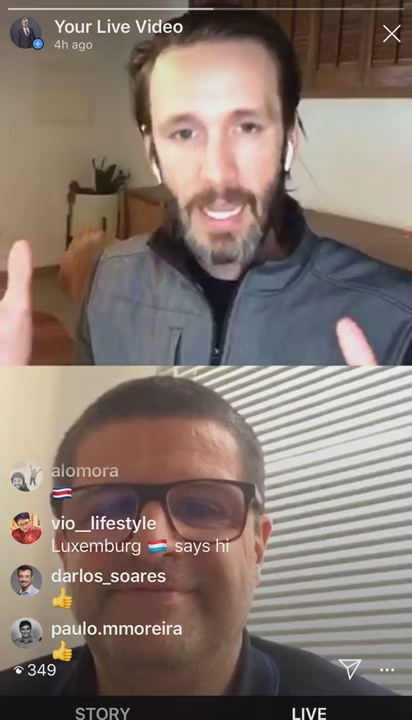 Your Live Video
4h ago
alomora
🇨🇷
vio__lifestyle
Luxemburg 🇱🇺 says hi
darlos_soares
👍
paulo.mmoreira
👍
349
STORY
LIVE